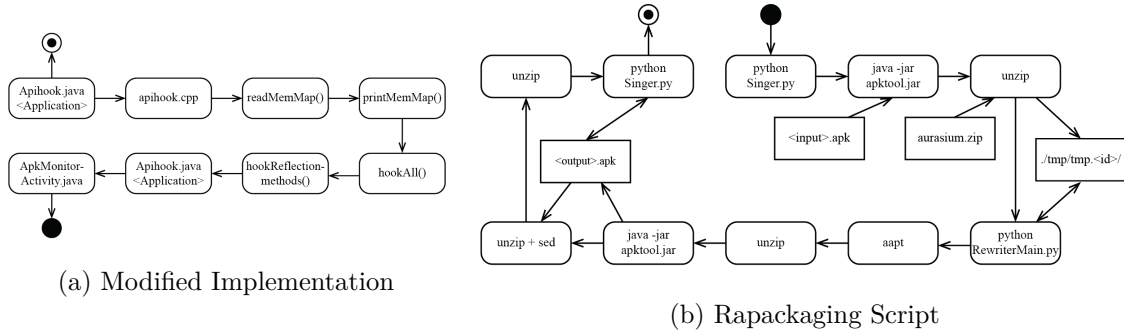 Apihook.java
<Application>
apihook.cpp
readMemMap()
printMemMap()
ApkMonitor-
Activity.java
Apihook.java
<Application>
hookReflection-
methods()
hookAll()
(a) Modified Implementation
unzip
python
Singer.py
python
Singer.py
java -jar
apktool.jar
unzip
<output>.apk
<input>.apk
aurasium.zip
./tmp/tmp.<id>/
unzip + sed
java -jar
apktool.jar
unzip
aapt
python
RewriterMain.py
(b) Rapackaging Script